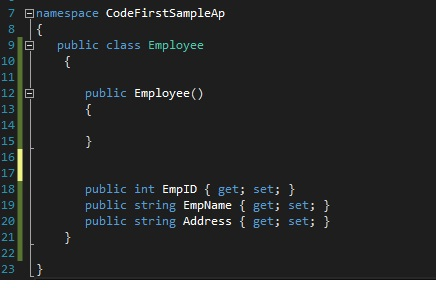 7 namespace CodeFirstSampleAp
8 {
9 public class Employee
10 {
11
12 public Employee()
13 {
14
15 }
16
17
18 public int EmpID { get; set; }
19 public string EmpName { get; set; }
20 public string Address { get; set; }
21 }
22
23 }